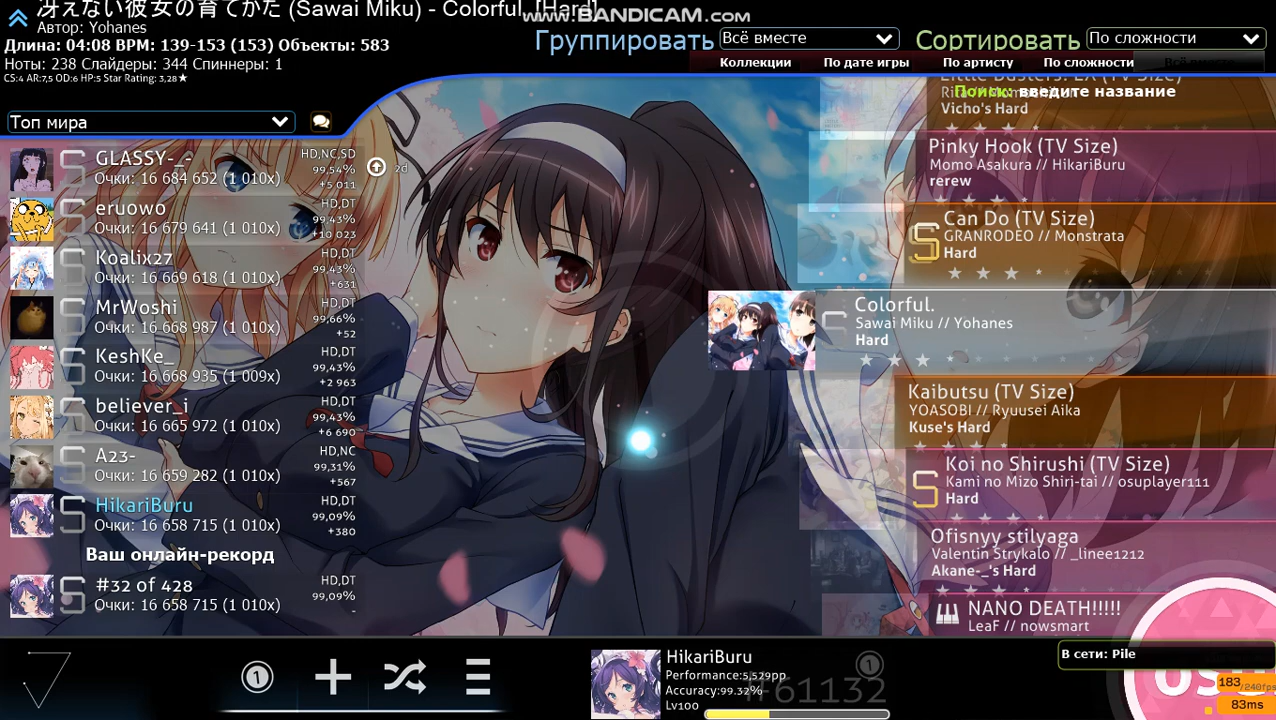 冴えない彼女の育てかた (Sawai Miku) - Colorful. [Hard]
www.BANDICAM.com
Автор: Yohanes
Длина: 04:08 BPM: 139-153 (153) Объекты: 583
Ноты: 238 Слайдеры: 344 Спиннеры: 1
CS:4 AR:7,5 OD:6 HP:5 Star Rating: 3,28★
Группировать
Всё вместе
Сортировать
По сложности
Коллекции
По дате игры
По артисту
По сложности
Всё вместе
Топ мира
Поиск: введите название
GLASSY-_-
Очки: 16 684 652 (1 010x)
HD,NC,SD
99,54%
+5 011
2d
eruowo
Очки: 16 679 641 (1 010x)
HD,DT
99,43%
+10 023
Koalix27
Очки: 16 669 618 (1 010x)
HD,DT
99,43%
+631
MrWoshi
Очки: 16 668 987 (1 010x)
HD,DT
99,66%
+52
KeshKe_
Очки: 16 668 935 (1 009x)
HD,DT
99,43%
+2 963
believer_i
Очки: 16 665 972 (1 010x)
HD,DT
99,43%
+6 690
A23-
Очки: 16 659 282 (1 010x)
HD,NC
99,31%
+567
HikariBuru
Очки: 16 658 715 (1 010x)
HD,DT
99,09%
+380
Ваш онлайн-рекорд
#32 of 428
Очки: 16 658 715 (1 010x)
HD,DT
99,09%
-
Little Busters! EX (TV Size)
Vicho's Hard
Pinky Hook (TV Size)
Momo Asakura // HikariBuru
rerew
Can Do (TV Size)
GRANRODEO // Monstrata
Hard
Colorful.
Sawai Miku // Yohanes
Hard
Kaibutsu (TV Size)
YOASOBI // Ryuusei Aika
Kuse's Hard
Koi no Shirushi (TV Size)
Kami no Mizo Shiri-tai // osuplayer111
Hard
Ofisnyy stilyaga
Valentin Strykalo // _linee1212
Akane-_'s Hard
NANO DEATH!!!!!
LeaF // nowsmart
1
HikariBuru
Performance:5,529pp
Accuracy:99.32%
Lv100
#61132
1
В сети: Pile
183 /240fps
83ms